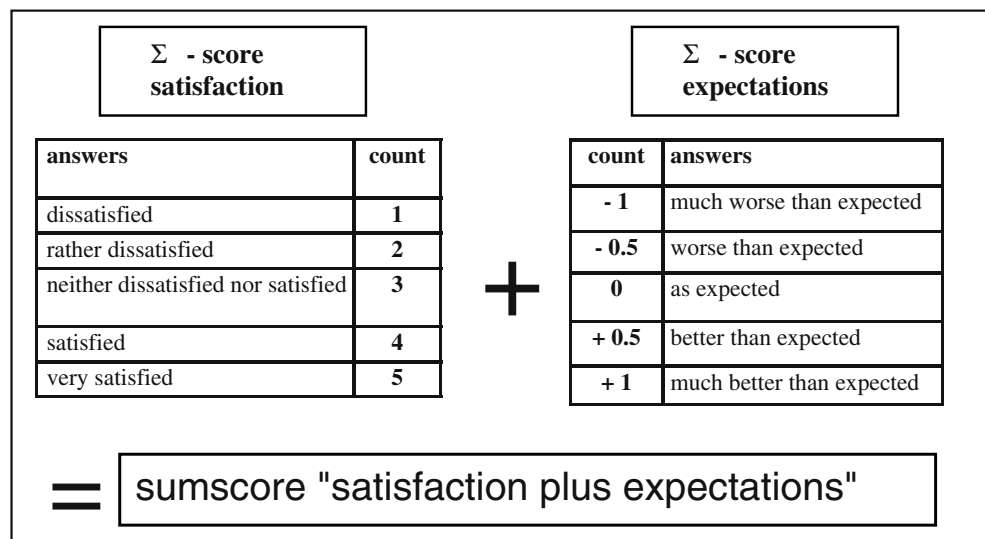 Σ - score
satisfaction
Σ - score
expectations
answers count
dissatisfied 1
rather dissatisfied 2
neither dissatisfied nor satisfied 3
satisfied 4
very satisfied 5
+
count answers
- 1 much worse than expected
- 0.5 worse than expected
0 as expected
+ 0.5 better than expected
+ 1 much better than expected
= sumscore "satisfaction plus expectations"